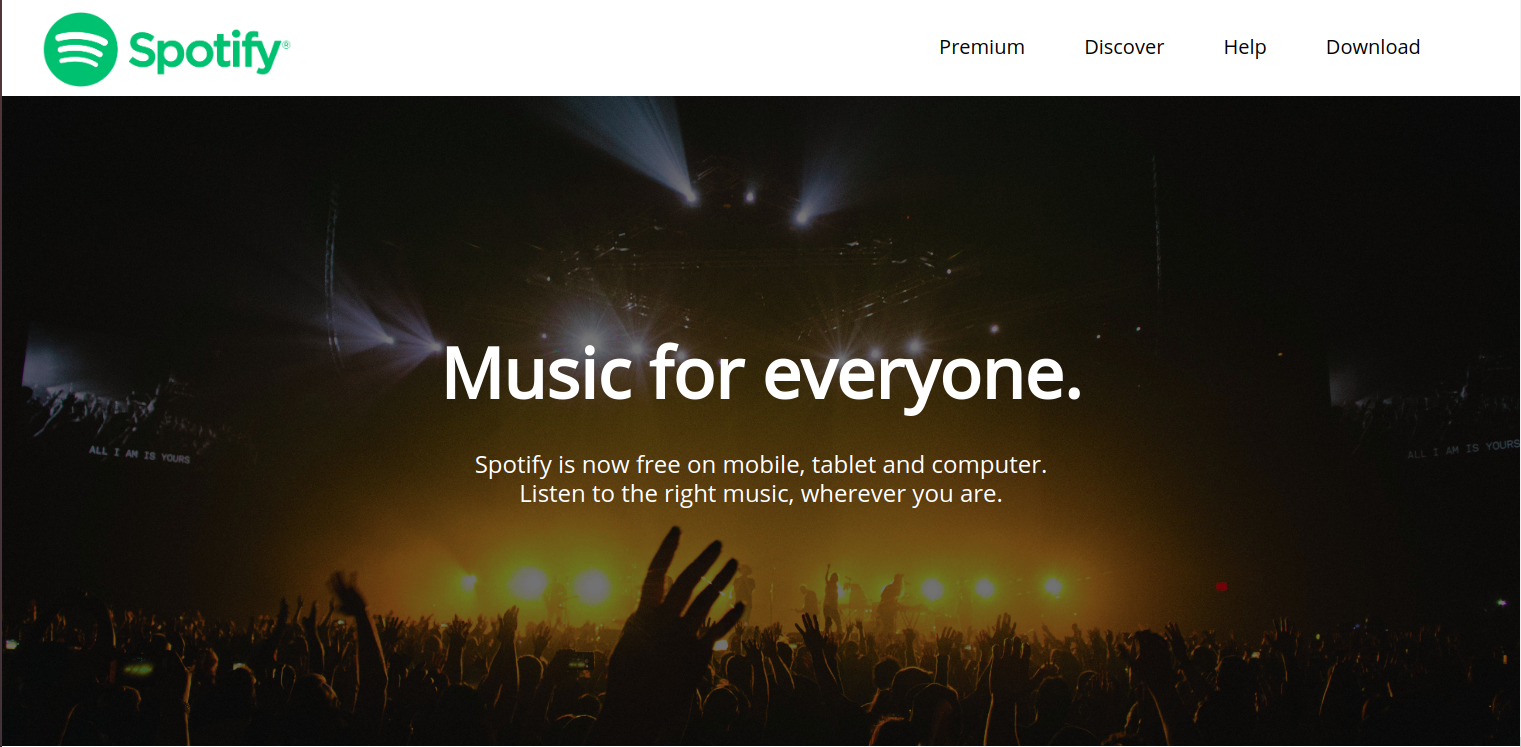 Spotify®
Premium Discover Help Download
Music for everyone.
ALL I AM IS YOURS
ALL I AM IS YOURS
Spotify is now free on mobile, tablet and computer.
Listen to the right music, wherever you are.